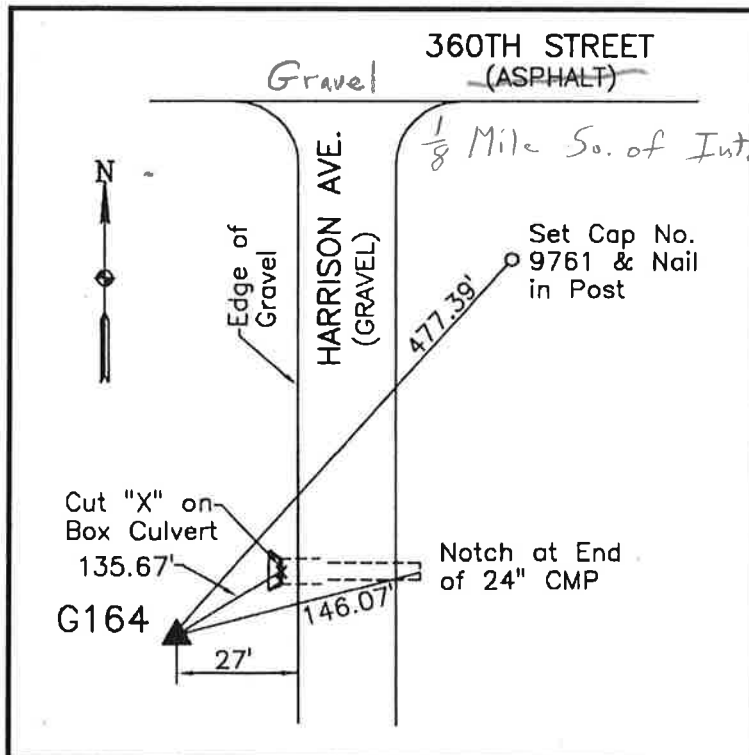 360TH STREET
Gravel
(ASPHALT)
1/8 Mile So. of Int.
N
HARRISON AVE.
(GRAVEL)
Edge of
Gravel
Set Cap No.
9761 & Nail
in Post
477.39'
Cut "X" on
Box Culvert
135.67'
Notch at End
of 24" CMP
146.07'
G164
27'